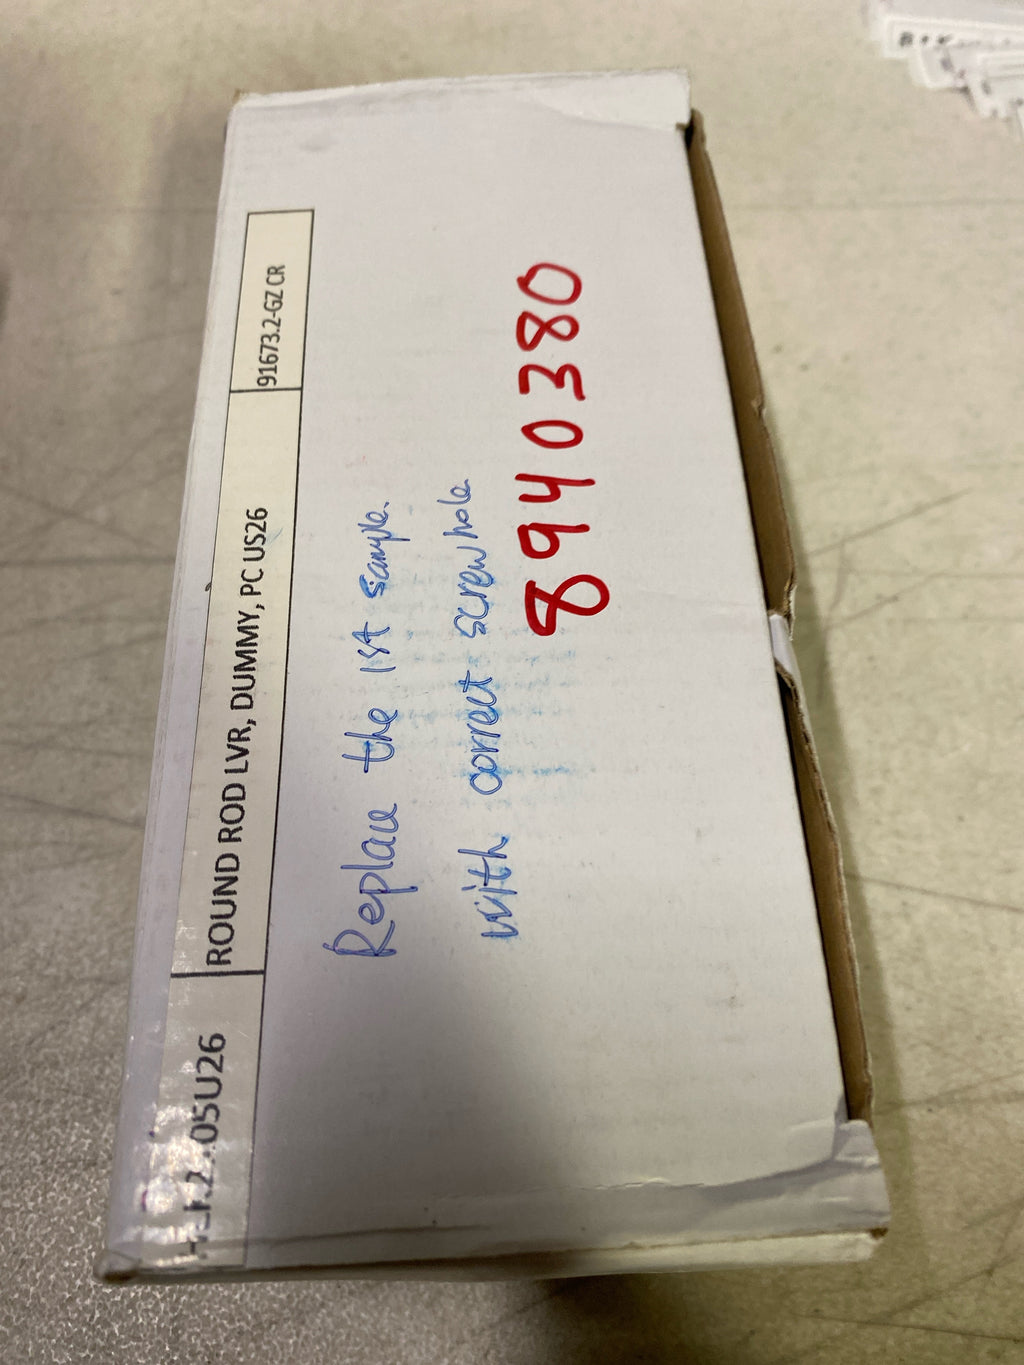 05U26 ROUND ROD LVR, DUMMY, PC US26 91673.2-GZ CR
Replace the 1st sample.
with correct screw hole
8940380